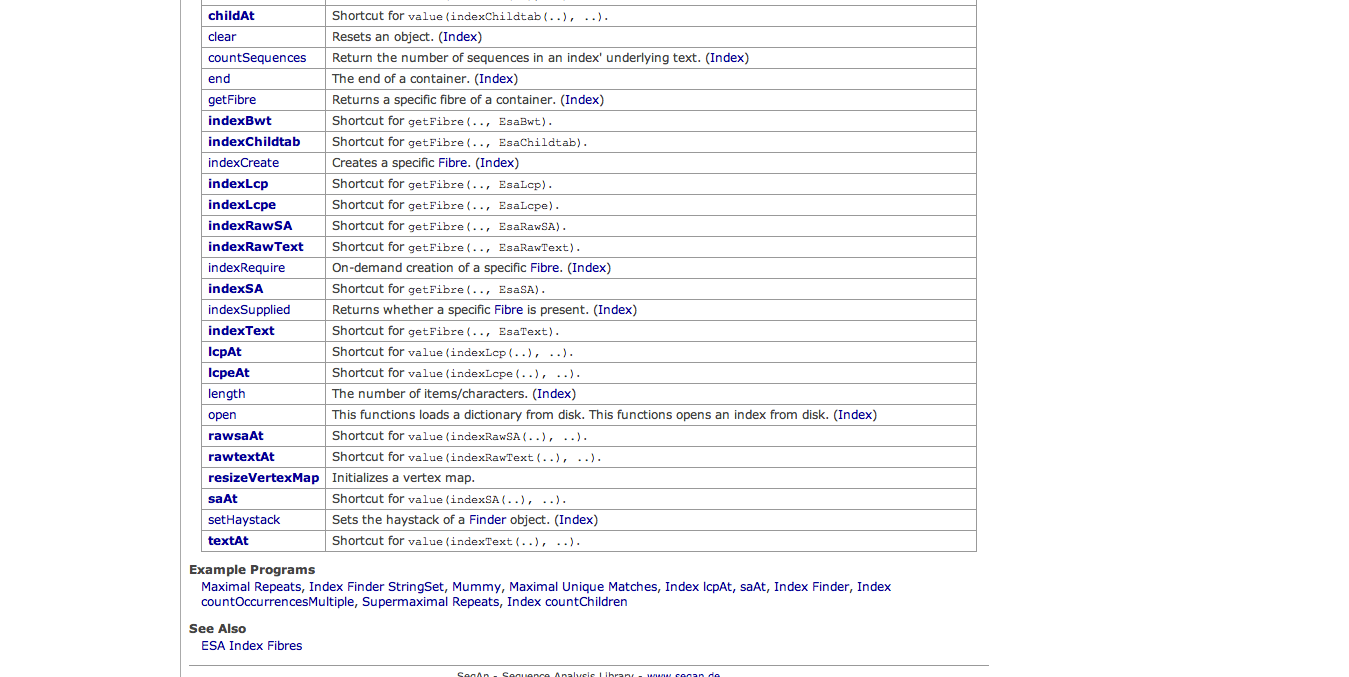 childAt Shortcut for value(indexChildtab(..), ..).
clear Resets an object. (Index)
countSequences Return the number of sequences in an index' underlying text. (Index)
end The end of a container. (Index)
getFibre Returns a specific fibre of a container. (Index)
indexBwt Shortcut for getFibre(.., EsaBwt).
indexChildtab Shortcut for getFibre(.., EsaChildtab).
indexCreate Creates a specific Fibre. (Index)
indexLcp Shortcut for getFibre(.., EsaLcp).
indexLcpe Shortcut for getFibre(.., EsaLcpe).
indexRawSA Shortcut for getFibre(.., EsaRawSA).
indexRawText Shortcut for getFibre(.., EsaRawText).
indexRequire On-demand creation of a specific Fibre. (Index)
indexSA Shortcut for getFibre(.., EsaSA).
indexSupplied Returns whether a specific Fibre is present. (Index)
indexText Shortcut for getFibre(.., EsaText).
lcpAt Shortcut for value(indexLcp(..), ..).
lcpeAt Shortcut for value(indexLcpe(..), ..).
length The number of items/characters. (Index)
open This functions loads a dictionary from disk. This functions opens an index from disk. (Index)
rawsaAt Shortcut for value(indexRawSA(..), ..).
rawtextAt Shortcut for value(indexRawText(..), ..).
resizeVertexMap Initializes a vertex map.
saAt Shortcut for value(indexSA(..), ..).
setHaystack Sets the haystack of a Finder object. (Index)
textAt Shortcut for value(indexText(..), ..).
Example Programs
Maximal Repeats, Index Finder StringSet, Mummy, Maximal Unique Matches, Index lcpAt, saAt, Index Finder, Index
countOccurrencesMultiple, Supermaximal Repeats, Index countChildren
See Also
ESA Index Fibres
SeqAn - Sequence Analysis Library - www.seqan.de